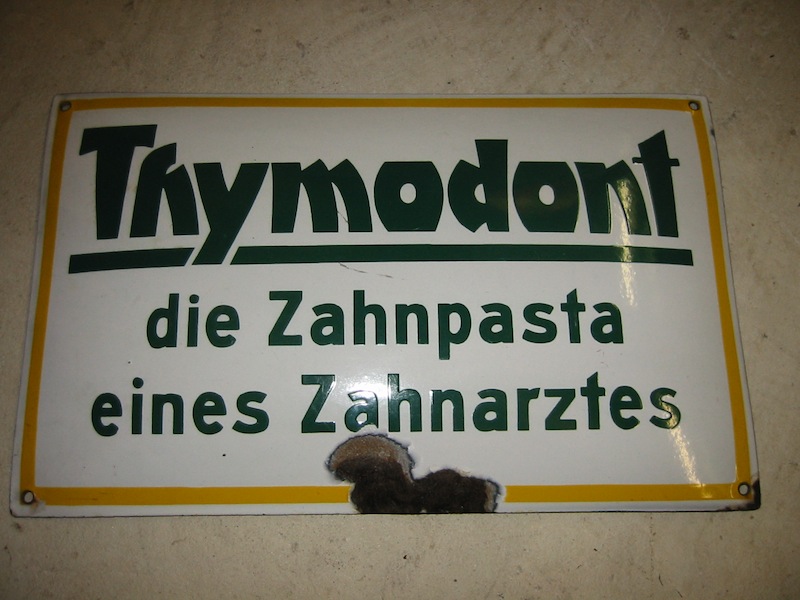 Thymodont
die Zahnpasta
eines Zahnarztes